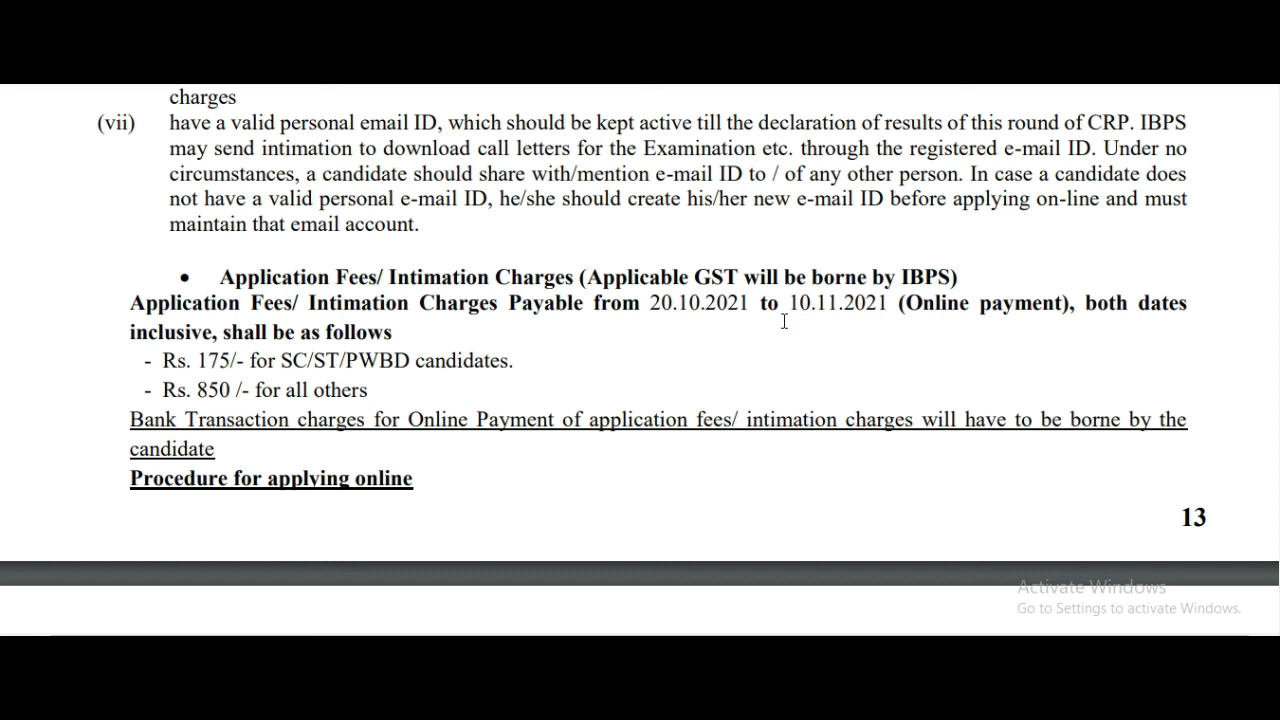 charges
(vii) have a valid personal email ID, which should be kept active till the declaration of results of this round of CRP. IBPS
may send intimation to download call letters for the Examination etc. through the registered e-mail ID. Under no
circumstances, a candidate should share with/mention e-mail ID to / of any other person. In case a candidate does
not have a valid personal e-mail ID, he/she should create his/her new e-mail ID before applying on-line and must
maintain that email account.
• Application Fees/ Intimation Charges (Applicable GST will be borne by IBPS)
Application Fees/ Intimation Charges Payable from 20.10.2021 to 10.11.2021 (Online payment), both dates
inclusive, shall be as follows
- Rs. 175/- for SC/ST/PWBD candidates.
- Rs. 850 /- for all others
Bank Transaction charges for Online Payment of application fees/ intimation charges will have to be borne by the
candidate
Procedure for applying online
13
Activate Windows
Go to Settings to activate Windows.